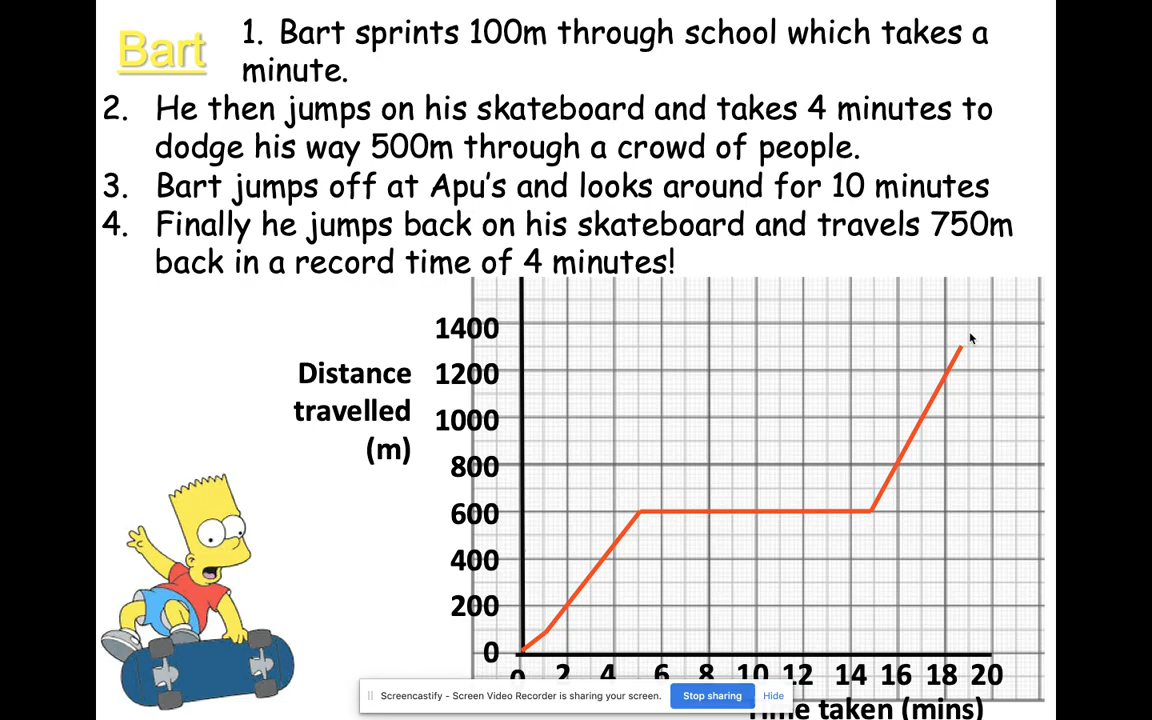 Bart
1. Bart sprints 100m through school which takes a
minute.
2. He then jumps on his skateboard and takes 4 minutes to
dodge his way 500m through a crowd of people.
3. Bart jumps off at Apu's and looks around for 10 minutes
4. Finally he jumps back on his skateboard and travels 750m
back in a record time of 4 minutes!
Distance
travelled
(m)
1400
1200
1000
800
600
400
200
0
0 2 4 6 8 10 12 14 16 18 20
Screencastify - Screen Video Recorder is sharing your screen. Stop sharing Hide
Time taken (mins)